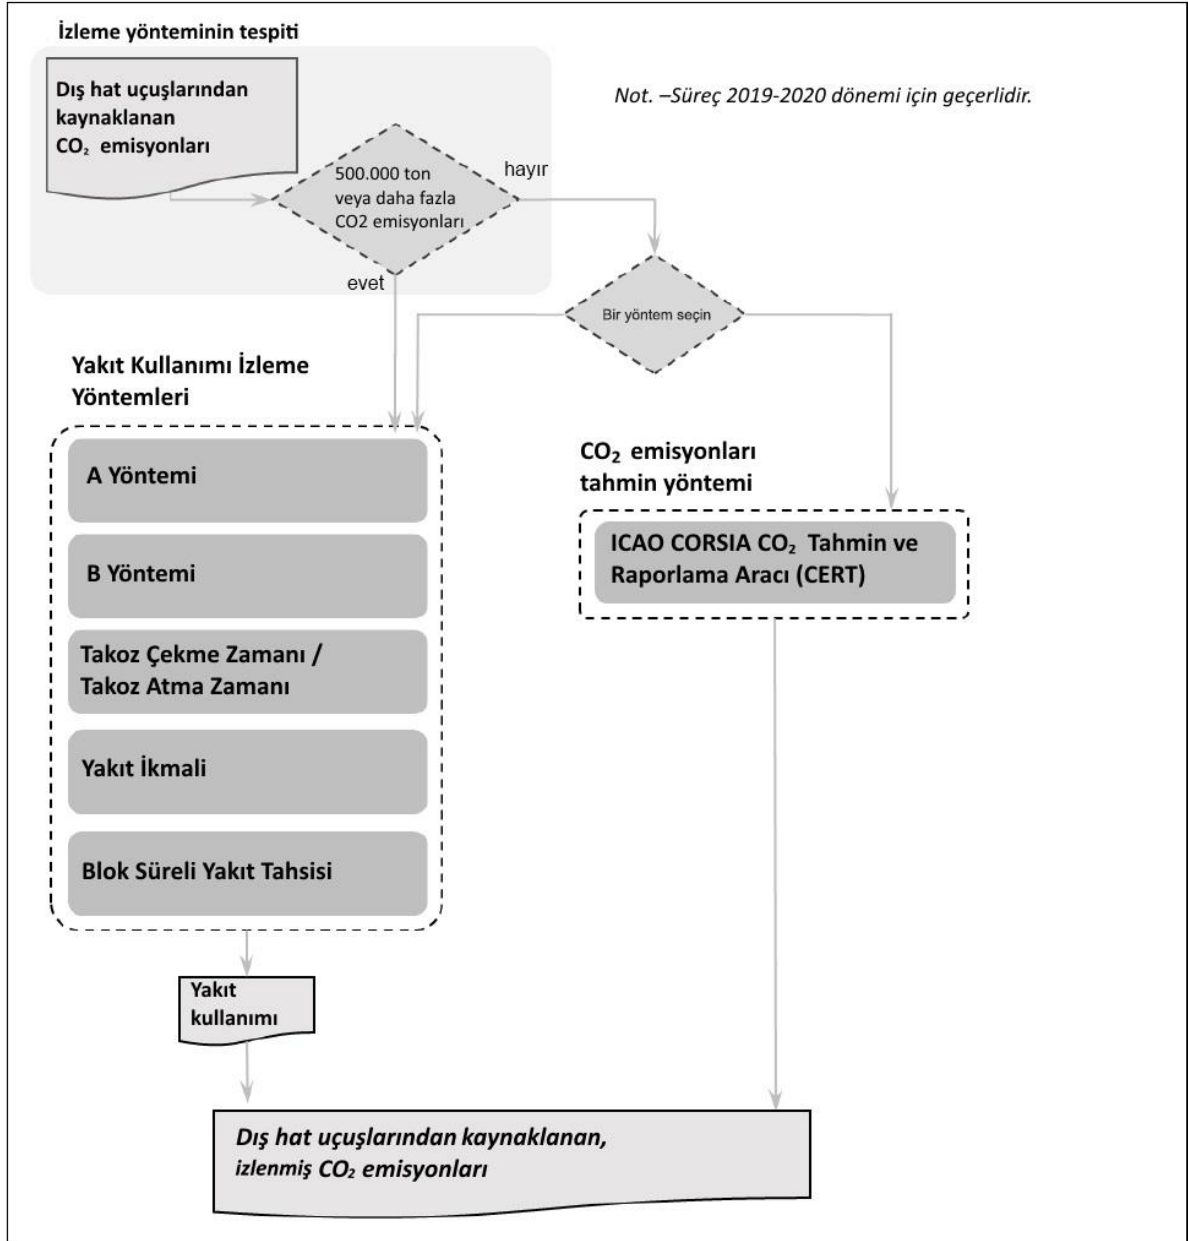 İzleme yönteminin tespiti
Dış hat uçuşlarından
kaynaklanan
CO₂ emisyonları
Not. –Süreç 2019-2020 dönemi için geçerlidir.
500.000 ton
veya daha fazla
CO2 emisyonları
hayır
evet
Bir yöntem seçin
Yakıt Kullanımı İzleme
Yöntemleri
A Yöntemi
B Yöntemi
Takoz Çekme Zamanı /
Takoz Atma Zamanı
Yakıt İkmali
Blok Süreli Yakıt Tahsisi
CO₂ emisyonları
tahmin yöntemi
ICAO CORSIA CO₂ Tahmin ve
Raporlama Aracı (CERT)
Yakıt
kullanımı
Dış hat uçuşlarından kaynaklanan,
izlenmiş CO₂ emisyonları